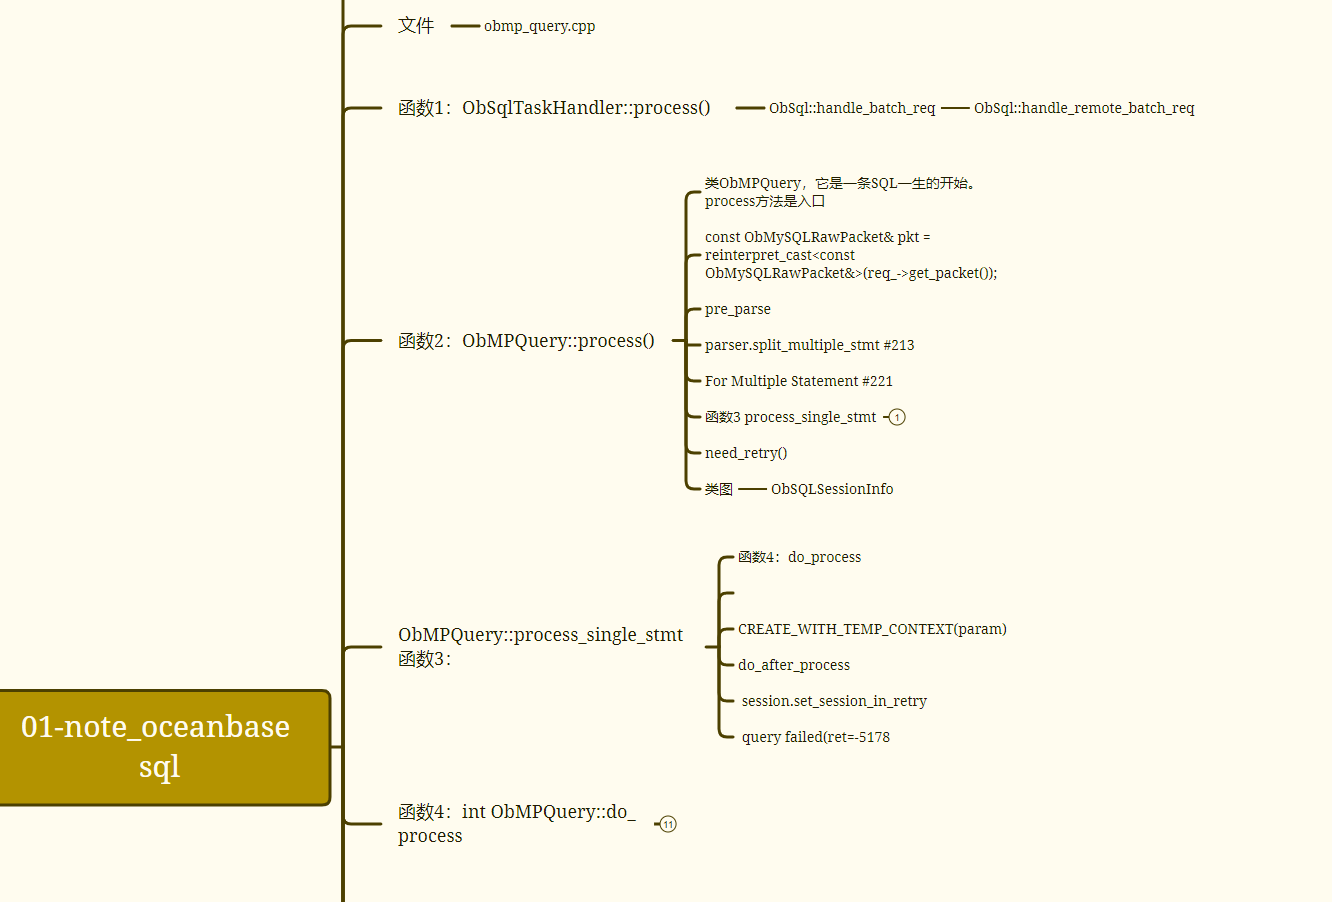 文件
obmp_query.cpp
函数1：ObSqlTaskHandler::process()
ObSql::handle_batch_req
ObSql::handle_remote_batch_req
函数2：ObMPQuery::process()
类ObMPQuery，它是一条SQL一生的开始。
process方法是入口
const ObMySQLRawPacket& pkt =
reinterpret_cast<const
ObMySQLRawPacket&>(req_->get_packet());
pre_parse
parser.split_multiple_stmt #213
For Multiple Statement #221
函数3 process_single_stmt
1
need_retry()
类图
ObSQLSessionInfo
ObMPQuery::process_single_stmt
函数3：
函数4：do_process
CREATE_WITH_TEMP_CONTEXT(param)
do_after_process
session.set_session_in_retry
query failed(ret=-5178
01-note_oceanbase
sql
函数4：int ObMPQuery::do_
process
11